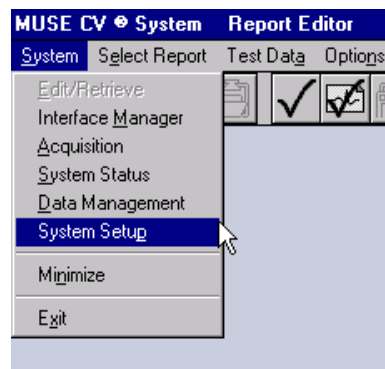 MUSE CV ® System Report Editor
System Select Report Test Data Options
Edit/Retrieve
Interface Manager
Acquisition
System Status
Data Management
System Setup
Minimize
Exit